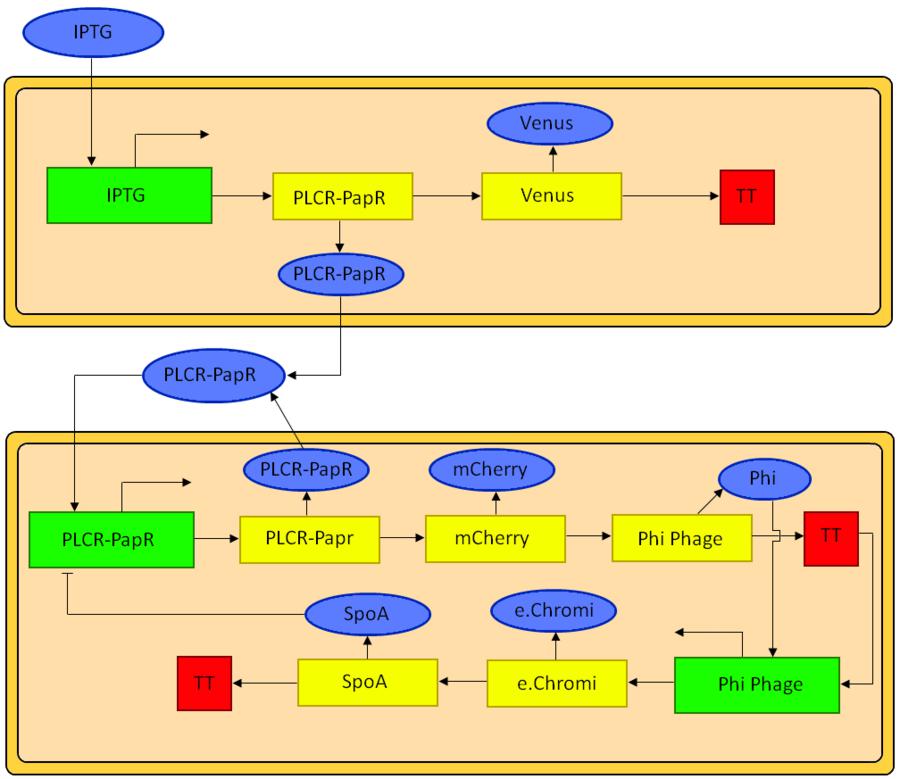 IPTG
Venus
IPTG
PLCR-PapR
Venus
TT
PLCR-PapR
PLCR-PapR
PLCR-PapR
mCherry
Phi
PLCR-PapR
PLCR-Papr
mCherry
Phi Phage
TT
SpoA
e.Chromi
TT
SpoA
e.Chromi
Phi Phage